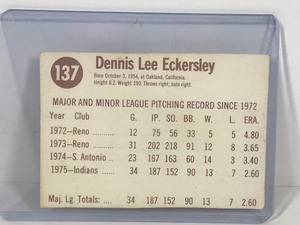 137
Dennis Lee Eckersley
Born October 3, 1954, at Oakland, California.
Height 6.2. Weight 190. Throws right, bats right.
MAJOR AND MINOR LEAGUE PITCHING RECORD SINCE 1972
Year Club G. IP. SO. BB. W. L. ERA.
1972—Reno 12 75 56 33 5 5 4.80
1973—Reno 31 202 218 91 12 8 3.65
1974—S. Antonio 23 167 163 60 14 3 3.40
1975—Indians 34 187 152 90 13 7 2.60
Maj. Lg. Totals: 34 187 152 90 13 7 2.60